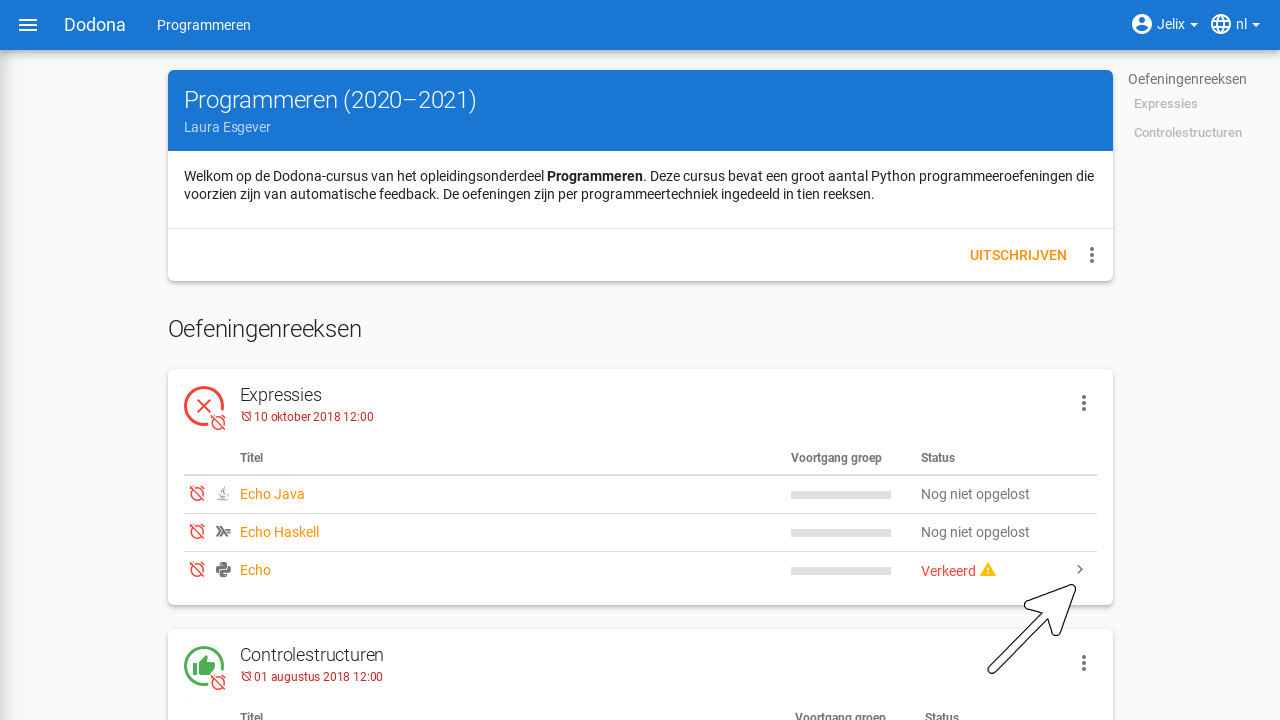 Dodona Programmeren Jelix nl
Programmeren (2020–2021)
Laura Esgever
Welkom op de Dodona-cursus van het opleidingsonderdeel Programmeren. Deze cursus bevat een groot aantal Python programmeeroefeningen die
voorzien zijn van automatische feedback. De oefeningen zijn per programmeertechniek ingedeeld in tien reeksen.
UITSCHRIJVEN
Oefeningenreeksen
Expressies
Controlestructuren
Oefeningenreeksen
Expressies
10 oktober 2018 12:00
Titel Voortgang groep Status
Echo Java Nog niet opgelost
Echo Haskell Nog niet opgelost
Echo Verkeerd
Controlestructuren
01 augustus 2018 12:00
Titel Voortgang groep Status